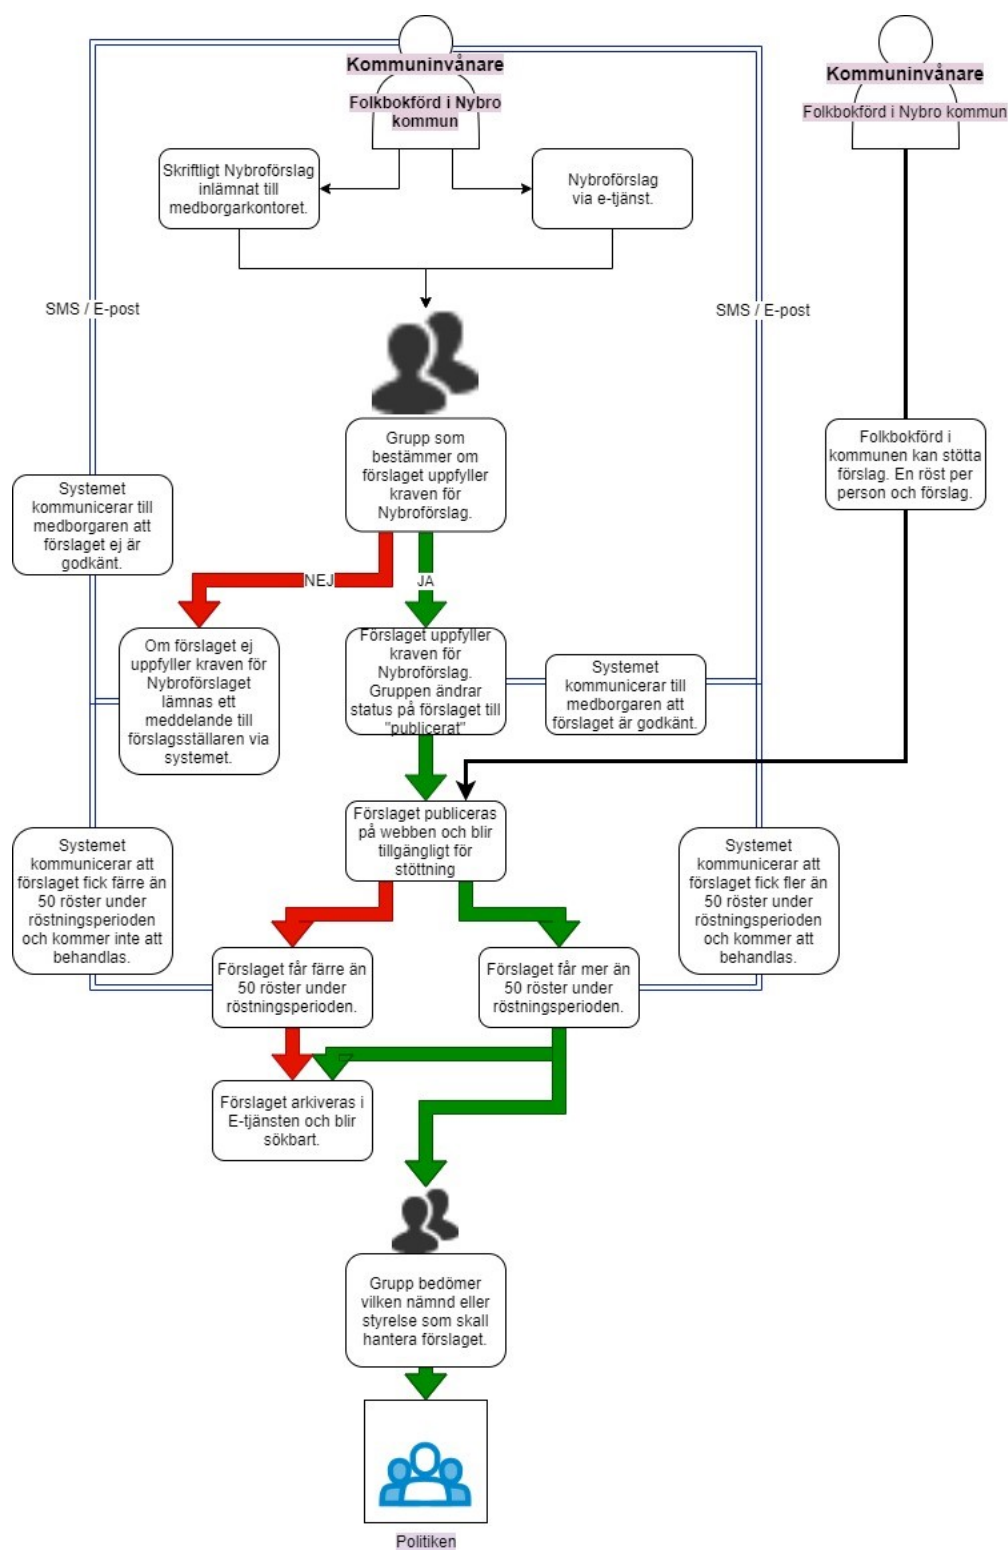 Kommuninvånare
Folkbokförd i Nybro
kommun
Kommuninvånare
Folkbokförd i Nybro kommun
Skriftligt Nybroförslag
inlämnat till
medborgarkontoret.
Nybroförslag
via e-tjänst.
SMS / E-post
SMS / E-post
Grupp som
bestämmer om
förslaget uppfyller
kraven för
Nybroförslag.
Folkbokförd i
kommunen kan stötta
förslag. En röst per
person och förslag.
Systemet
kommunicerar till
medborgaren att
förslaget ej är
godkänt.
NEJ
JA
Om förslaget ej
uppfyller kraven för
Nybroförslaget
lämnas ett
meddelande till
förslagsställaren via
systemet.
Förslaget uppfyller
kraven för
Nybroförslag.
Gruppen ändrar
status på förslaget till
"publicerat"
Systemet
kommunicerar till
medborgaren att
förslaget är godkänt.
Förslaget publiceras
på webben och blir
tillgängligt för
stöttning
Systemet
kommunicerar att
förslaget fick färre än
50 röster under
röstningsperioden
och kommer inte att
behandlas.
Systemet
kommunicerar att
förslaget fick fler än
50 röster under
röstningsperioden
och kommer att
behandlas.
Förslaget får färre än
50 röster under
röstningsperioden.
Förslaget får mer än
50 röster under
röstningsperioden.
Förslaget arkiveras i
E-tjänsten och blir
sökbart.
Grupp bedömer
vilken nämnd eller
styrelse som skall
hantera förslaget.
Politiken